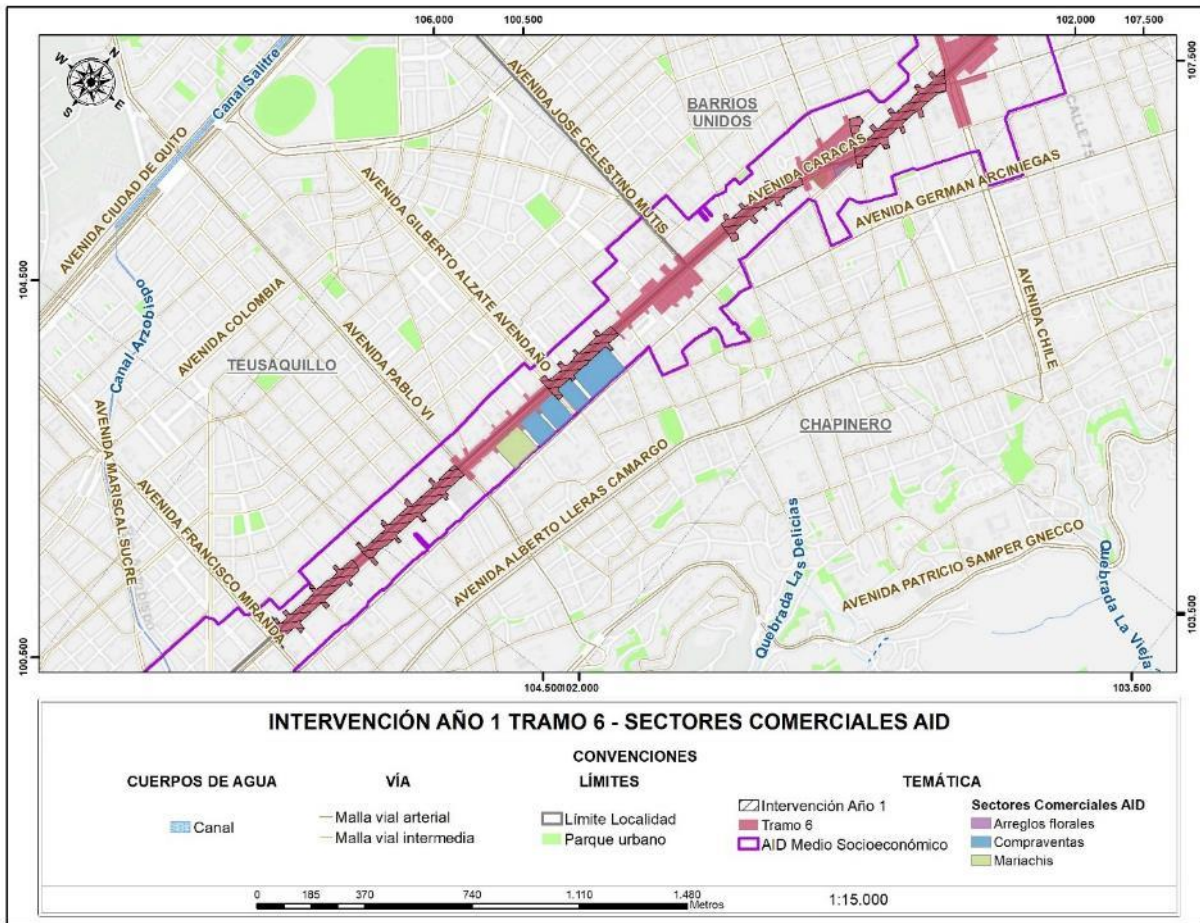 106.000 100.500 102.000 107.500
107.500
N
W
E
S
Canal Salitre
AVENIDA CIUDAD DE QUITO
AVENIDA JOSE CELESTINO MUTIS
BARRIOS
UNIDOS
AVENIDA CARACAS
CALLE 75
AVENIDA GERMAN ARCINIEGAS
AVENIDA GILBERTO ALZATE AVENDAÑO
104.500
Canal Arzobispo
AVENIDA COLOMBIA
AVENIDA PABLO VI
AVENIDA CHILE
TEUSAQUILLO
CHAPINERO
AVENIDA MARISCAL SUCRE
AVENIDA FRANCISCO MIRANDA
AVENIDA ALBERTO LLERAS CAMARGO
Quebrada Las Delicias
AVENIDA PATRICIO SAMPER GNECCO
Quebrada La Vieja
103.500
100.500
104.500 102.000 103.500
INTERVENCIÓN AÑO 1 TRAMO 6 - SECTORES COMERCIALES AID
CONVENCIONES
CUERPOS DE AGUA
Canal
VÍA
Malla vial arterial
Malla vial intermedia
LÍMITES
Límite Localidad
Parque urbano
TEMÁTICA
Intervención Año 1
Tramo 6
AID Medio Socioeconómico
Sectores Comerciales AID
Arreglos florales
Compraventas
Mariachis
0 185 370 740 1.110 1.480
Metros
1:15.000